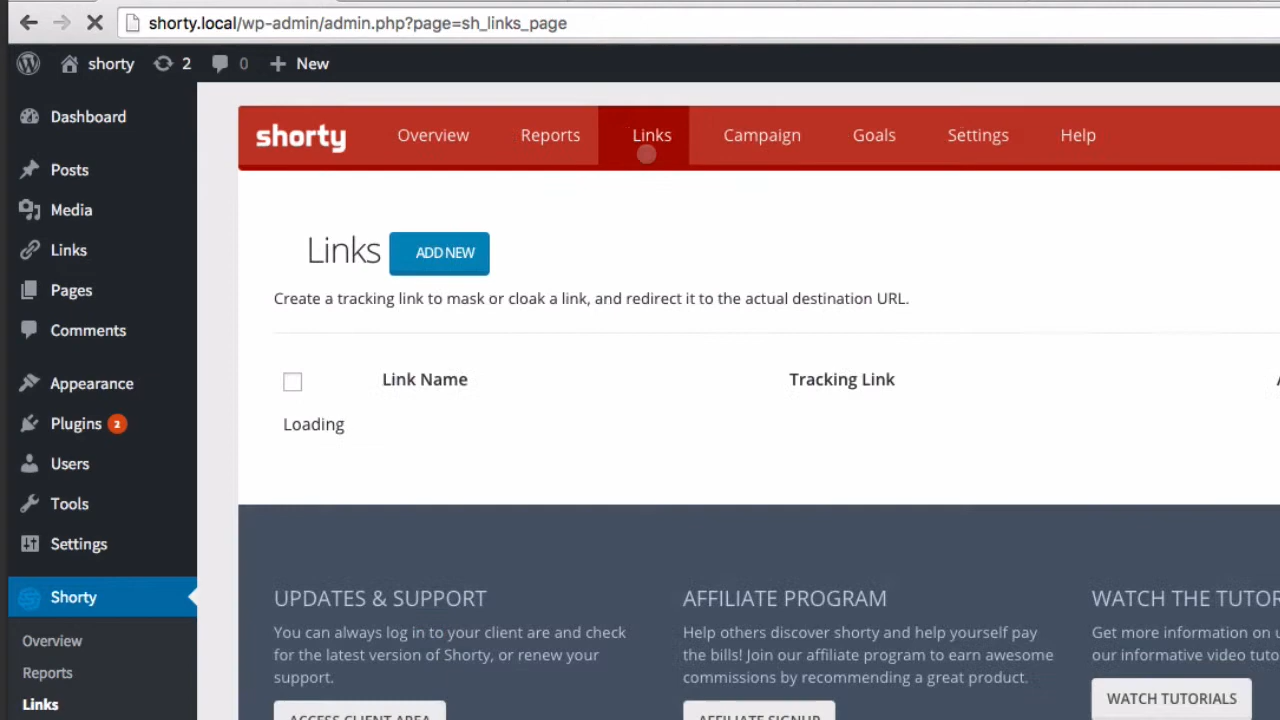 shorty.local/wp-admin/admin.php?page=sh_links_page
shorty 2 0 + New
Dashboard
Posts
Media
Links
Pages
Comments
Appearance
Plugins 2
Users
Tools
Settings
Shorty
Overview
Reports
Links
shorty Overview Reports Links Campaign Goals Settings Help
Links ADD NEW
Create a tracking link to mask or cloak a link, and redirect it to the actual destination URL.
Link Name Tracking Link
Loading
UPDATES & SUPPORT
You can always log in to your client are and check
for the latest version of Shorty, or renew your
support.
ACCESS CLIENT AREA
AFFILIATE PROGRAM
Help others discover shorty and help yourself pay
the bills! Join our affiliate program to earn awesome
commissions by recommending a great product.
AFFILIATE SIGNUP
WATCH THE TUTOR
Get more information on
our informative video tuto
WATCH TUTORIALS